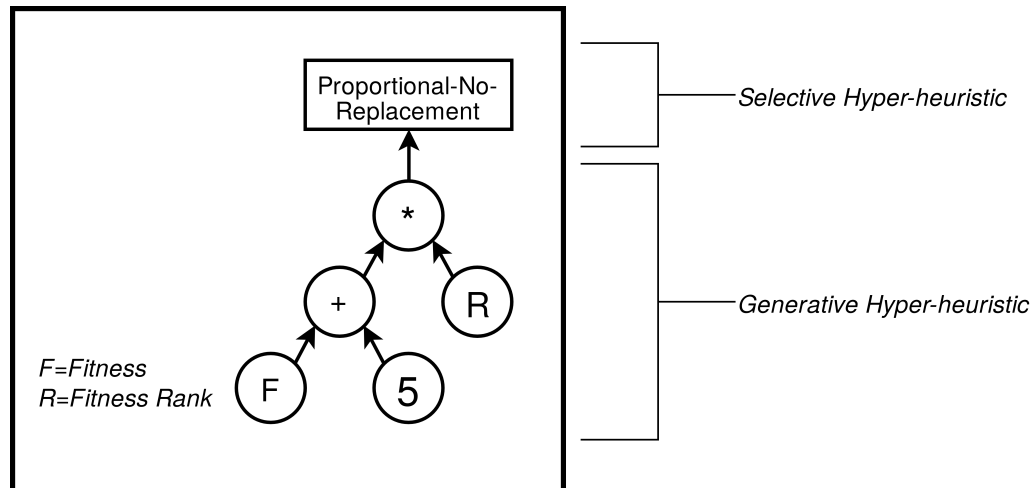 Proportional-No-
Replacement
Selective Hyper-heuristic
*
+
R
Generative Hyper-heuristic
F=Fitness
R=Fitness Rank
F
5